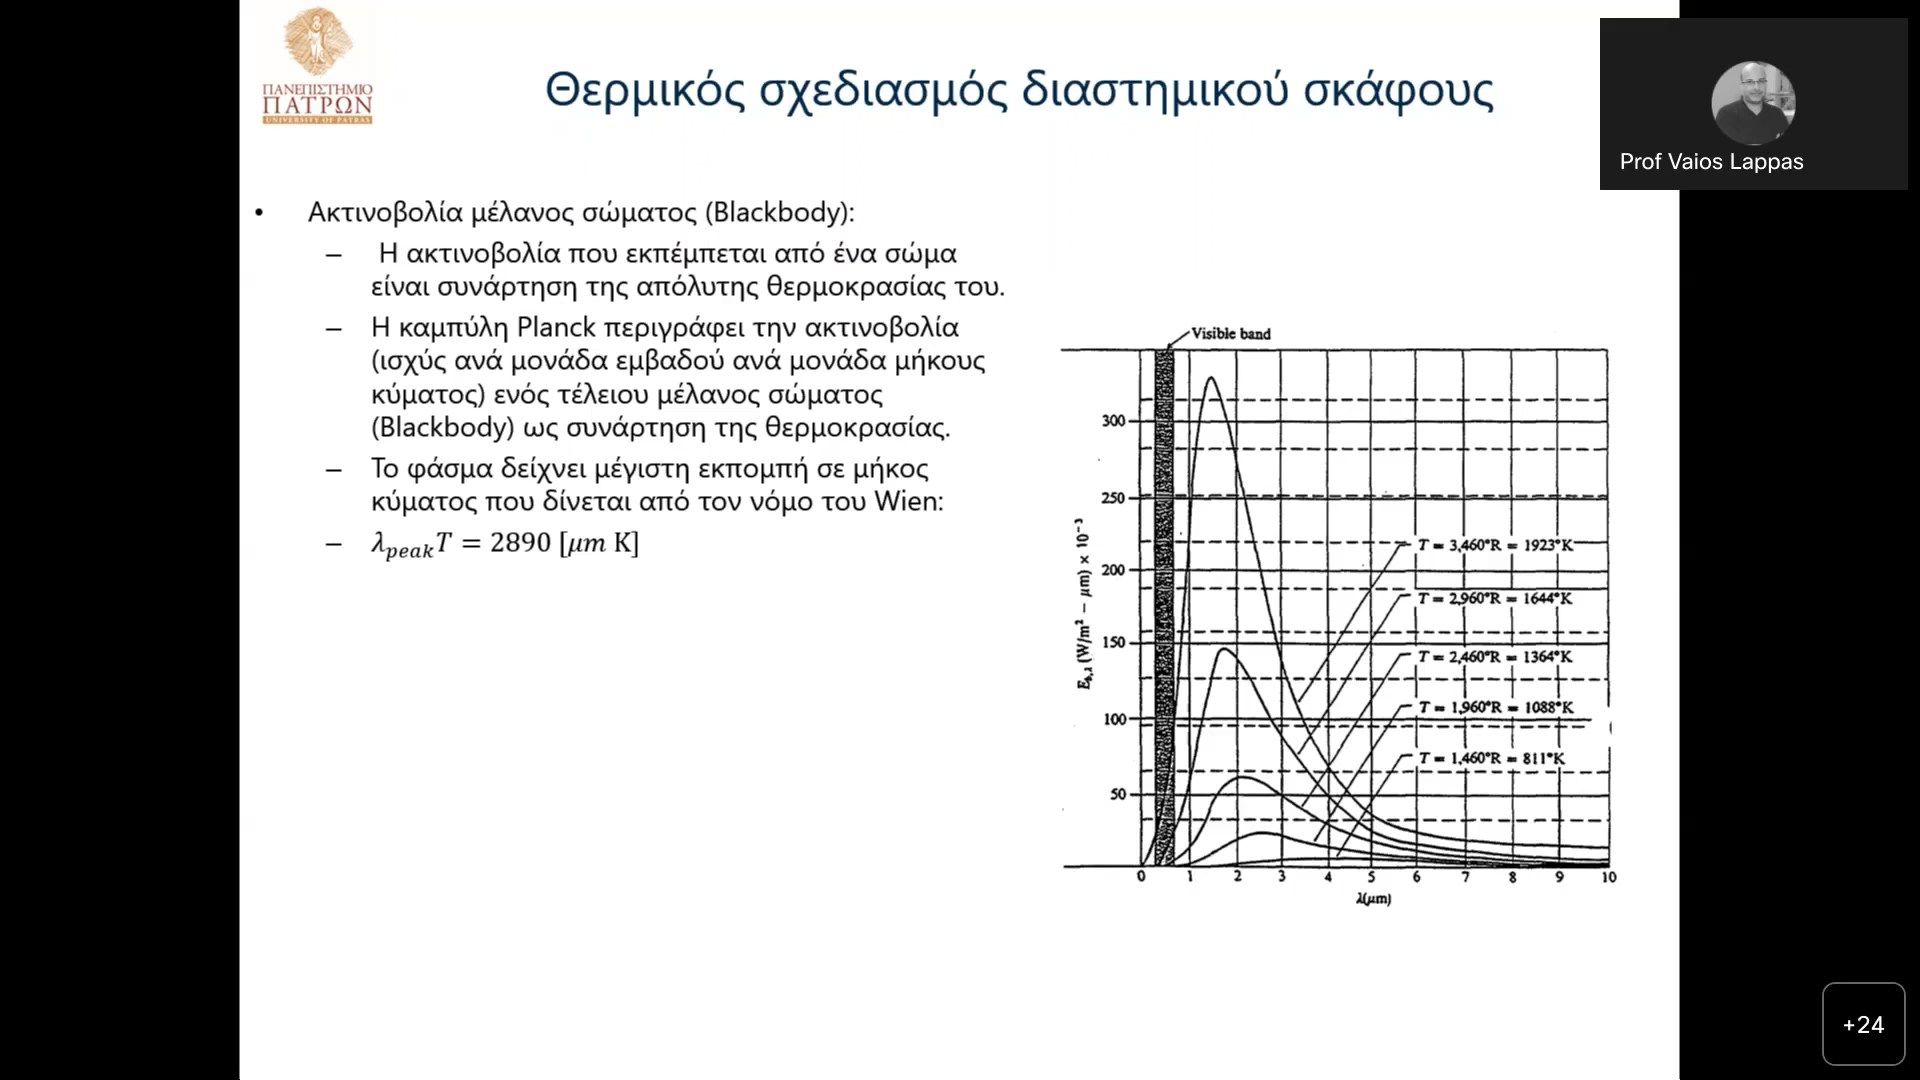 ΠΑΝΕΠΙΣΤΗΜΙΟ
ΠΑΤΡΩΝ
UNIVERSITY OF PATRAS
Θερμικός σχεδιασμός διαστημικού σκάφους
Prof Vaios Lappas
• Ακτινοβολία μέλανος σώματος (Blackbody):
– Η ακτινοβολία που εκπέμπεται από ένα σώμα
είναι συνάρτηση της απόλυτης θερμοκρασίας του.
– Η καμπύλη Planck περιγράφει την ακτινοβολία
(ισχύς ανά μονάδα εμβαδού ανά μονάδα μήκους
κύματος) ενός τέλειου μέλανος σώματος
(Blackbody) ως συνάρτηση της θερμοκρασίας.
– Το φάσμα δείχνει μέγιστη εκπομπή σε μήκος
κύματος που δίνεται από τον νόμο του Wien:
– λpeakT = 2890 [μm K]
Visible band
300
250
200
150
100
50
Eb,λ (W/m² − μm) × 10⁻³
T = 3,460°R = 1923°K
T = 2,960°R = 1644°K
T = 2,460°R = 1364°K
T = 1,960°R = 1088°K
T = 1,460°R = 811°K
0 1 2 3 4 5 6 7 8 9 10
λ(μm)
+24